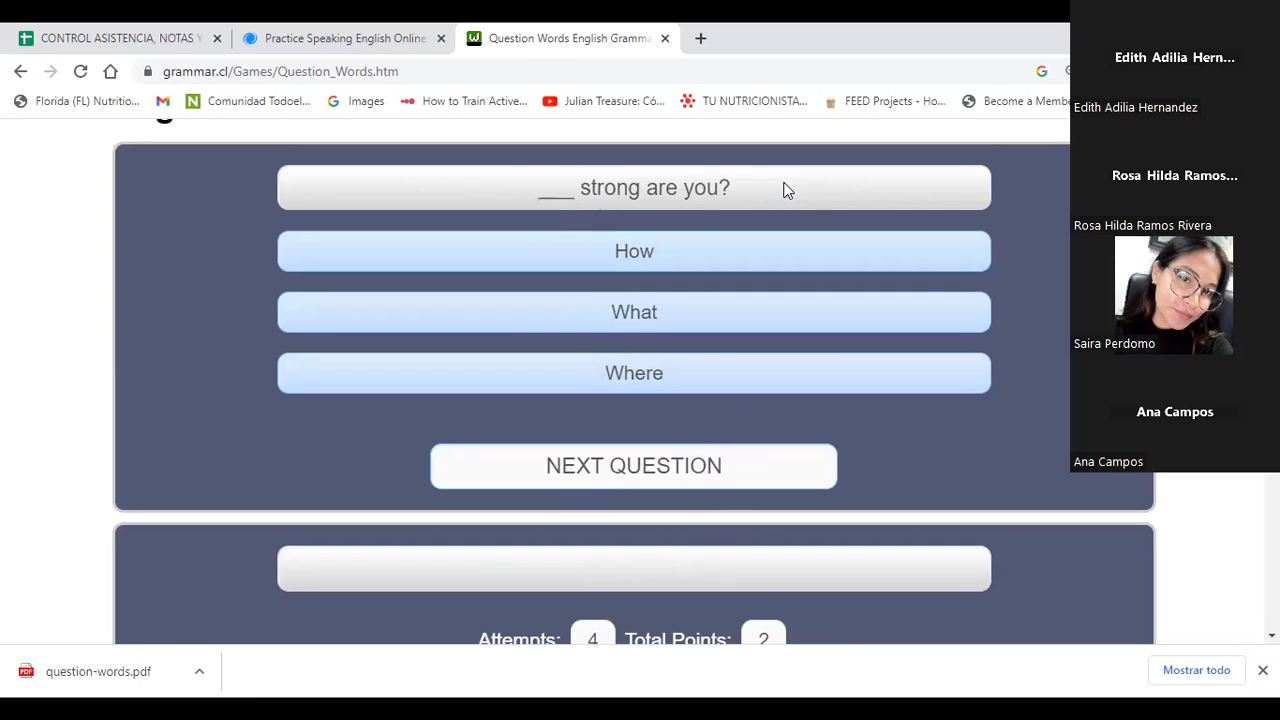 CONTROL ASISTENCIA, NOTAS Y
Practice Speaking English Online
Question Words English Gramma
grammar.cl/Games/Question_Words.htm
Florida (FL) Nutritio...
Comunidad Todoel...
Images
How to Train Active...
Julian Treasure: Có...
TU NUTRICIONISTA...
FEED Projects - Ho...
Become a Membe
___ strong are you?
How
What
Where
NEXT QUESTION
Attempts: 4 Total Points: 2
question-words.pdf
Mostrar todo
Edith Adilia Hern...
Edith Adilia Hernandez
Rosa Hilda Ramos...
Rosa Hilda Ramos Rivera
Saira Perdomo
Ana Campos
Ana Campos